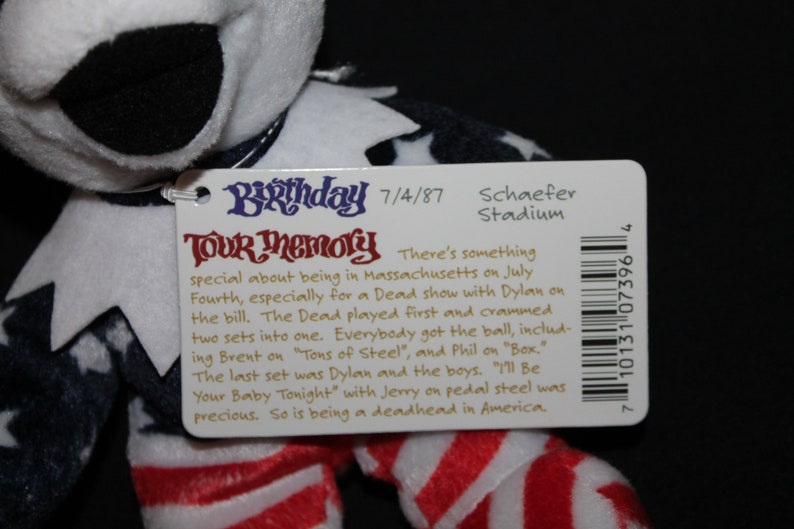 Birthday 7/4/87 Schaefer
Stadium
Tour Memory There's something
special about being in Massachusetts on July
Fourth, especially for a Dead show with Dylan on
the bill. The Dead played first and crammed
two sets into one. Everybody got the ball, includ-
ing Brent on "Tons of Steel", and Phil on "Box."
The last set was Dylan and the boys. "I'll Be
Your Baby Tonight" with Jerry on pedal steel was
precious. So is being a deadhead in America.
7 10131 07396 4